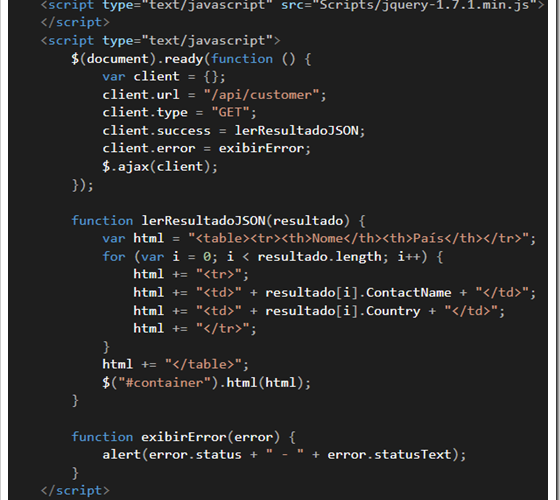 <script type="text/javascript" src="Scripts/jquery-1.7.1.min.js">
</script>
<script type="text/javascript">
    $(document).ready(function () {
        var client = {};
        client.url = "/api/customer";
        client.type = "GET";
        client.success = lerResultadoJSON;
        client.error = exibirError;
        $.ajax(client);
    });

    function lerResultadoJSON(resultado) {
        var html = "<table><tr><th>Nome</th><th>País</th></tr>";
        for (var i = 0; i < resultado.length; i++) {
            html += "<tr>";
            html += "<td>" + resultado[i].ContactName + "</td>";
            html += "<td>" + resultado[i].Country + "</td>";
            html += "</tr>";
        }
        html += "</table>";
        $("#container").html(html);
    }

    function exibirError(error) {
        alert(error.status + " - " + error.statusText);
    }
</script>